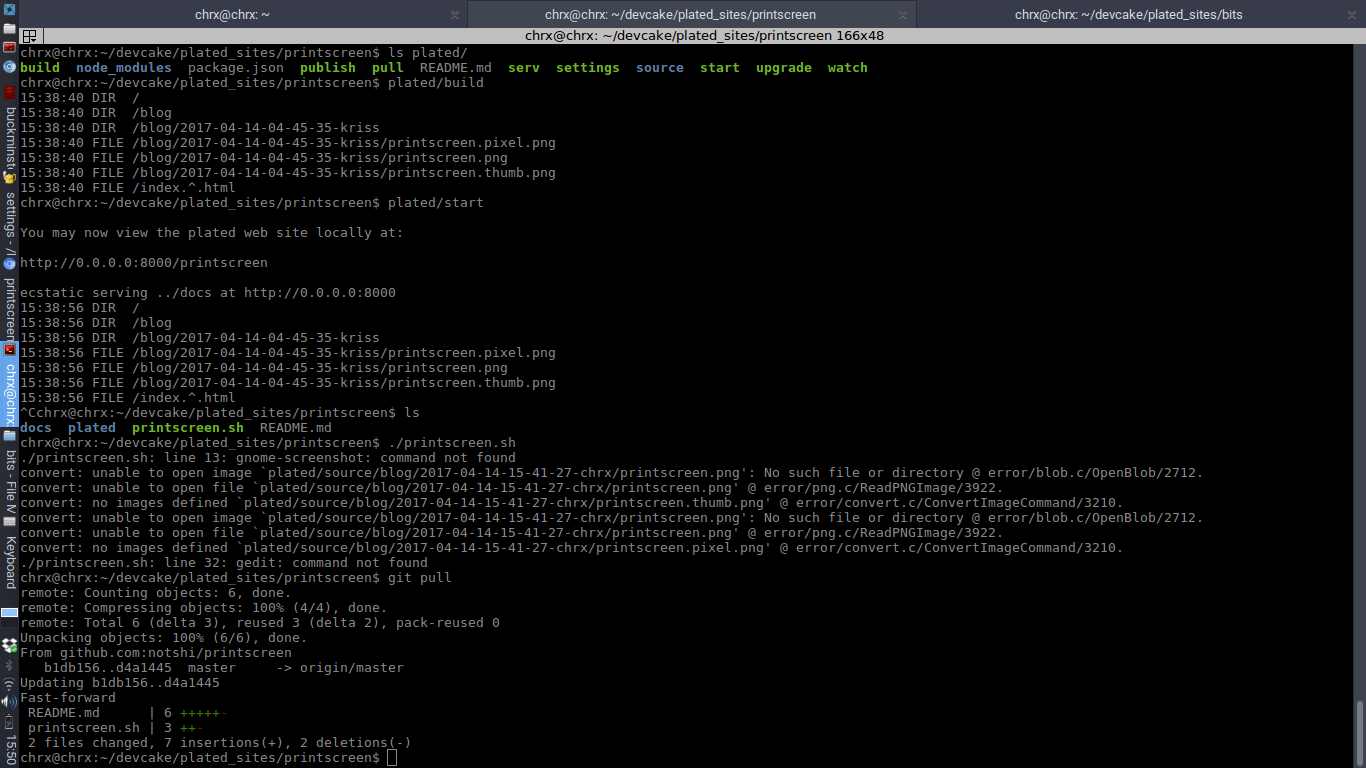 chrx@chrx: ~
chrx@chrx: ~/devcake/plated_sites/printscreen
chrx@chrx: ~/devcake/plated_sites/bits
chrx@chrx: ~/devcake/plated_sites/printscreen 166x48
chrx@chrx:~/devcake/plated_sites/printscreen$ ls plated/
build  node_modules  package.json  publish  pull  README.md  serv  settings  source  start  upgrade  watch
chrx@chrx:~/devcake/plated_sites/printscreen$ plated/build
15:38:40 DIR  /
15:38:40 DIR  /blog
15:38:40 DIR  /blog/2017-04-14-04-45-35-kriss
15:38:40 FILE /blog/2017-04-14-04-45-35-kriss/printscreen.pixel.png
15:38:40 FILE /blog/2017-04-14-04-45-35-kriss/printscreen.png
15:38:40 FILE /blog/2017-04-14-04-45-35-kriss/printscreen.thumb.png
15:38:40 FILE /index.^.html
chrx@chrx:~/devcake/plated_sites/printscreen$ plated/start
You may now view the plated web site locally at:
http://0.0.0.0:8000/printscreen
ecstatic serving ../docs at http://0.0.0.0:8000
15:38:56 DIR  /
15:38:56 DIR  /blog
15:38:56 DIR  /blog/2017-04-14-04-45-35-kriss
15:38:56 FILE /blog/2017-04-14-04-45-35-kriss/printscreen.pixel.png
15:38:56 FILE /blog/2017-04-14-04-45-35-kriss/printscreen.png
15:38:56 FILE /blog/2017-04-14-04-45-35-kriss/printscreen.thumb.png
15:38:56 FILE /index.^.html
^Cchrx@chrx:~/devcake/plated_sites/printscreen$ ls
docs  plated  printscreen.sh  README.md
chrx@chrx:~/devcake/plated_sites/printscreen$ ./printscreen.sh
./printscreen.sh: line 13: gnome-screenshot: command not found
convert: unable to open image `plated/source/blog/2017-04-14-15-41-27-chrx/printscreen.png': No such file or directory @ error/blob.c/OpenBlob/2712.
convert: unable to open file `plated/source/blog/2017-04-14-15-41-27-chrx/printscreen.png' @ error/png.c/ReadPNGImage/3922.
convert: no images defined `plated/source/blog/2017-04-14-15-41-27-chrx/printscreen.thumb.png' @ error/convert.c/ConvertImageCommand/3210.
convert: unable to open image `plated/source/blog/2017-04-14-15-41-27-chrx/printscreen.png': No such file or directory @ error/blob.c/OpenBlob/2712.
convert: unable to open file `plated/source/blog/2017-04-14-15-41-27-chrx/printscreen.png' @ error/png.c/ReadPNGImage/3922.
convert: no images defined `plated/source/blog/2017-04-14-15-41-27-chrx/printscreen.pixel.png' @ error/convert.c/ConvertImageCommand/3210.
./printscreen.sh: line 32: gedit: command not found
chrx@chrx:~/devcake/plated_sites/printscreen$ git pull
remote: Counting objects: 6, done.
remote: Compressing objects: 100% (4/4), done.
remote: Total 6 (delta 3), reused 3 (delta 2), pack-reused 0
Unpacking objects: 100% (6/6), done.
From github.com:notshi/printscreen
   b1db156..d4a1445  master     -> origin/master
Updating b1db156..d4a1445
Fast-forward
 README.md      | 6 +++++-
 printscreen.sh | 3 ++-
 2 files changed, 7 insertions(+), 2 deletions(-)
chrx@chrx:~/devcake/plated_sites/printscreen$
buckminst
settings - /l
printscreen
chrx@chrx
bits - File M
Keyboard
15:50